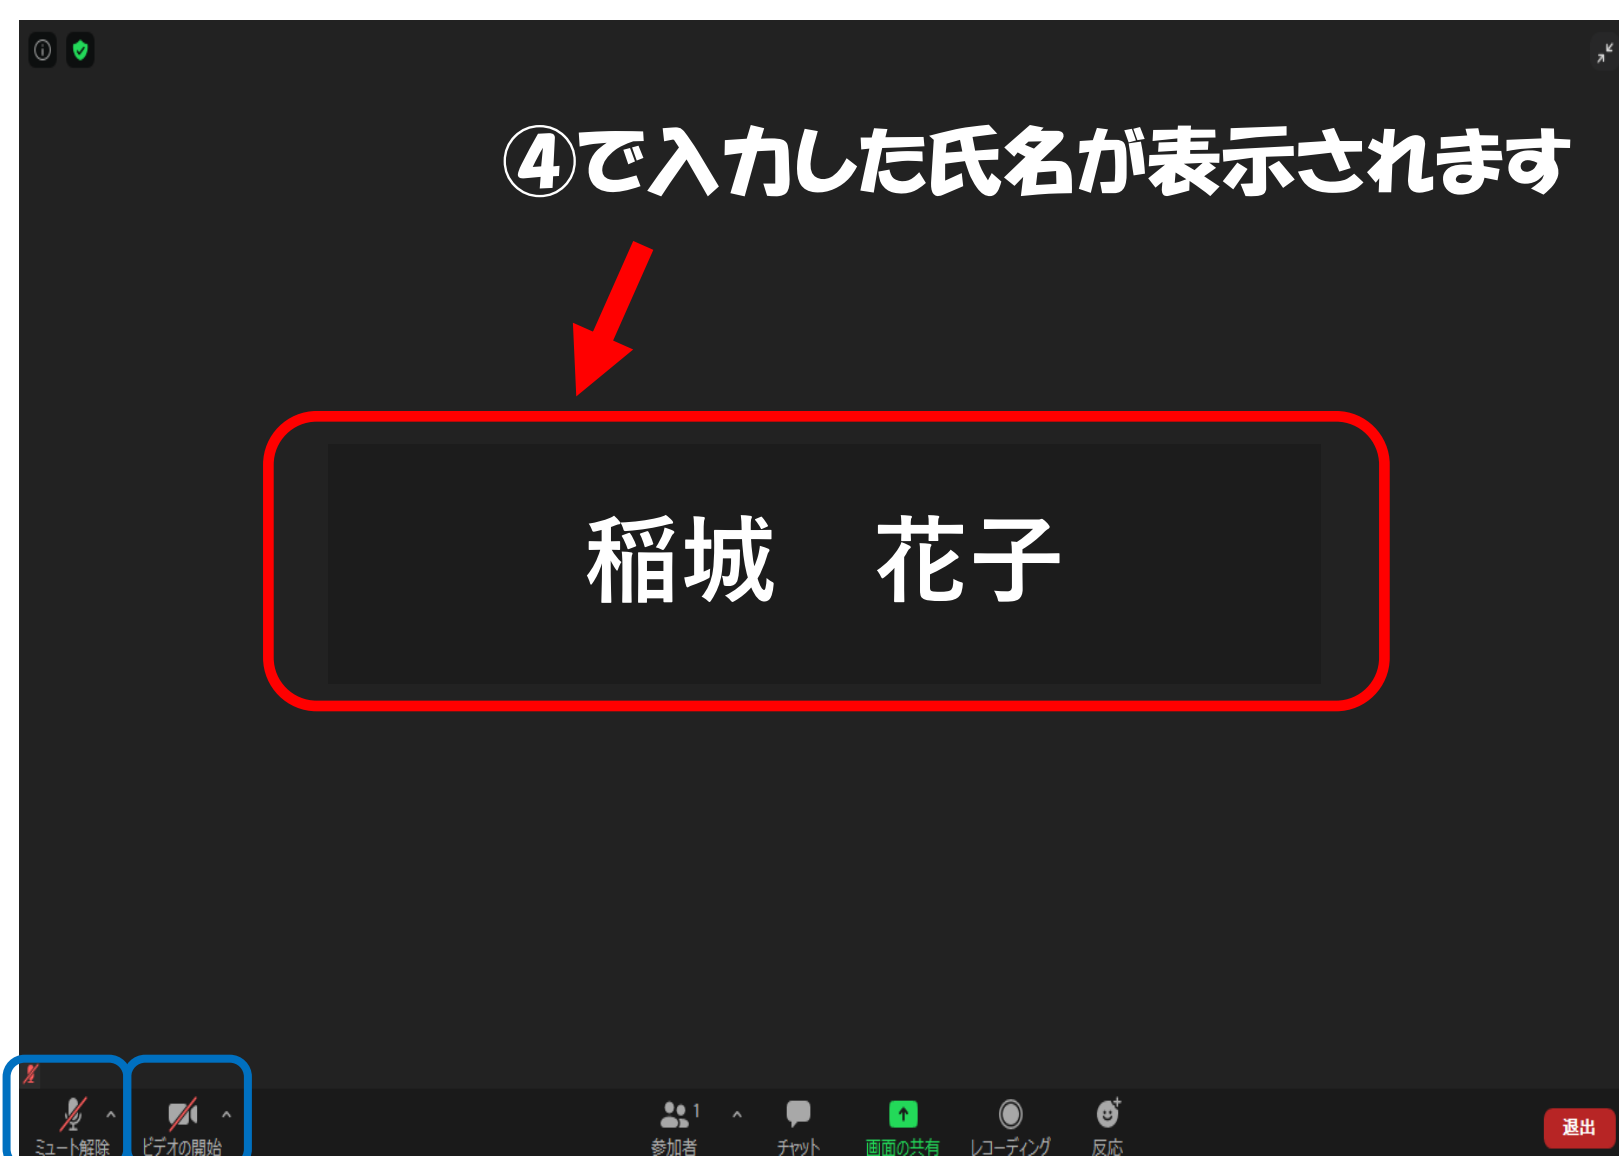 ④で入力した氏名が表示されます
稲城　花子
ミュート解除 ビデオの開始 1 参加者 チャット 画面の共有 レコーディング 反応 退出